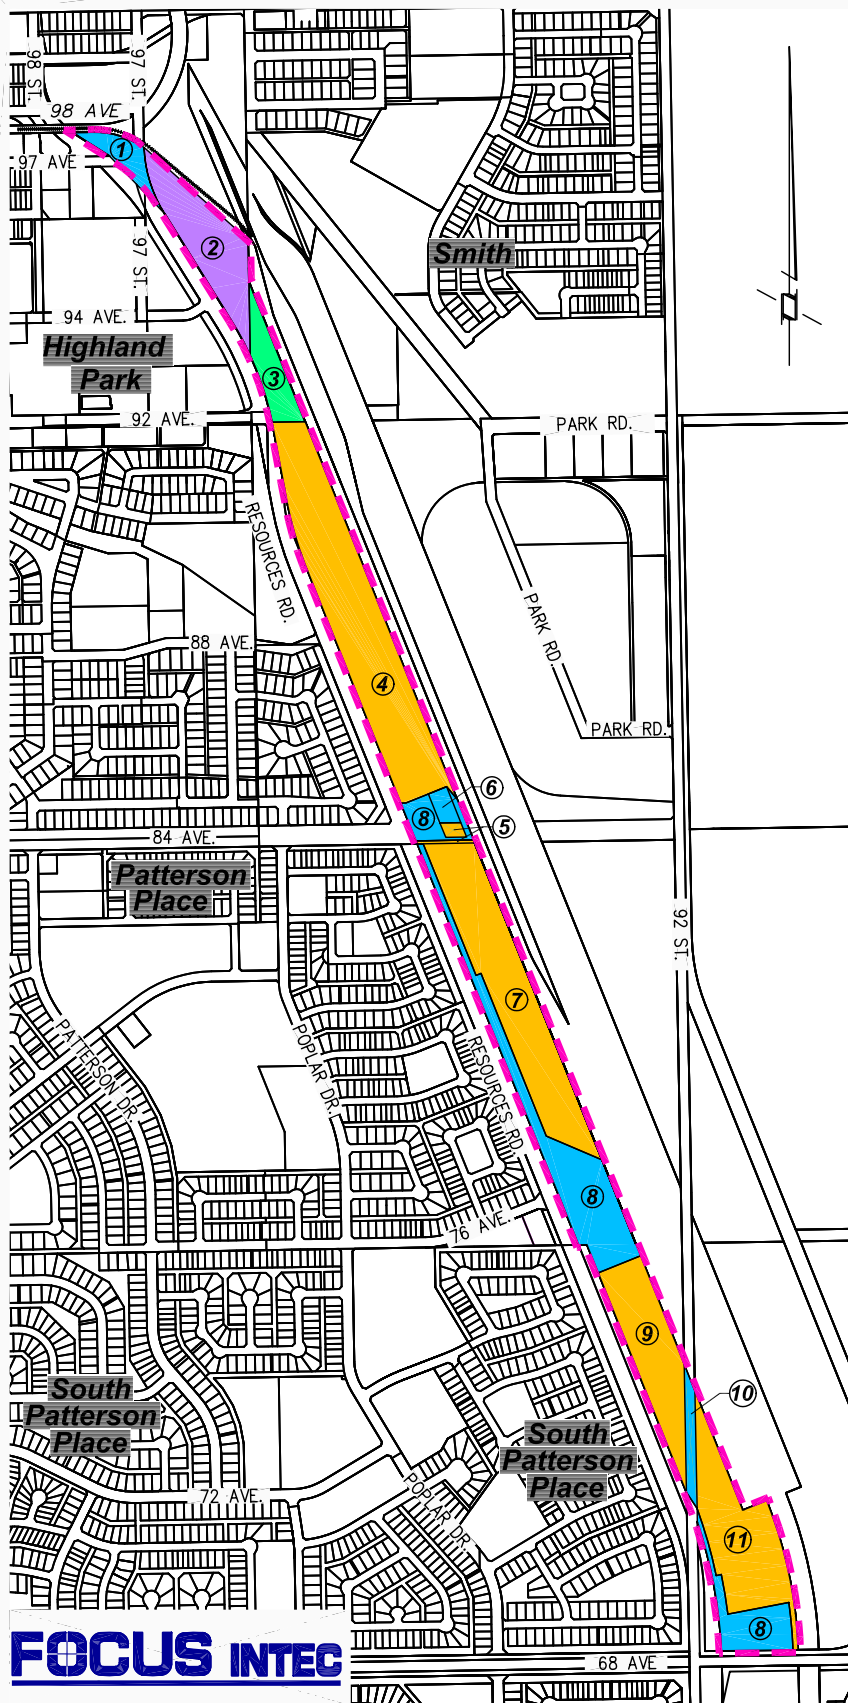 98 ST.
97 ST.
98 AVE
1
97 AVE
2
97 ST.
Smith
94 AVE.
Highland
Park
3
92 AVE.
PARK RD.
RESOURCES RD.
PARK RD.
88 AVE.
4
PARK RD.
6
8
5
84 AVE.
Patterson
Place
92 ST.
7
PATTERSON DR.
POPLAR DR.
RESOURCES RD.
8
76 AVE.
9
10
South
Patterson
Place
South
Patterson
Place
72 AVE.
POPLAR DR.
11
8
FOCUS INTEC
68 AVE